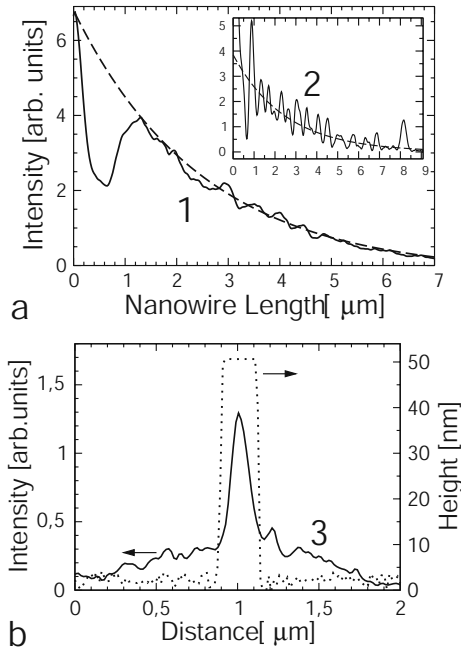 6
4
2
0
Intensity [arb. units]
5
4
3
2
1
0
2
0 1 2 3 4 5 6 7 8 9
1
0 1 2 3 4 5 6 7
a
Nanowire Length[ μm]
1,5
1
0.5
0
Intensity [arb.units]
50
40
30
20
10
0
Height [nm]
3
0 0,5 1 1,5 2
b
Distance[ μm]